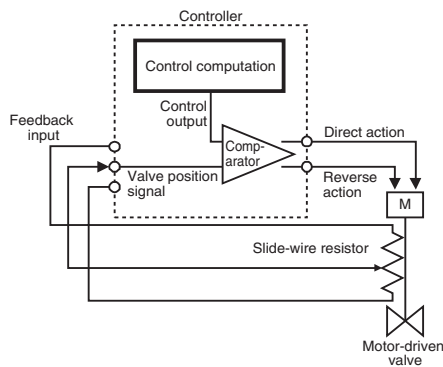 Controller
Control computation
Control
output
Feedback
input
Comp-
arator
Direct action
Valve position
signal
Reverse
action
M
Slide-wire resistor
Motor-driven
valve